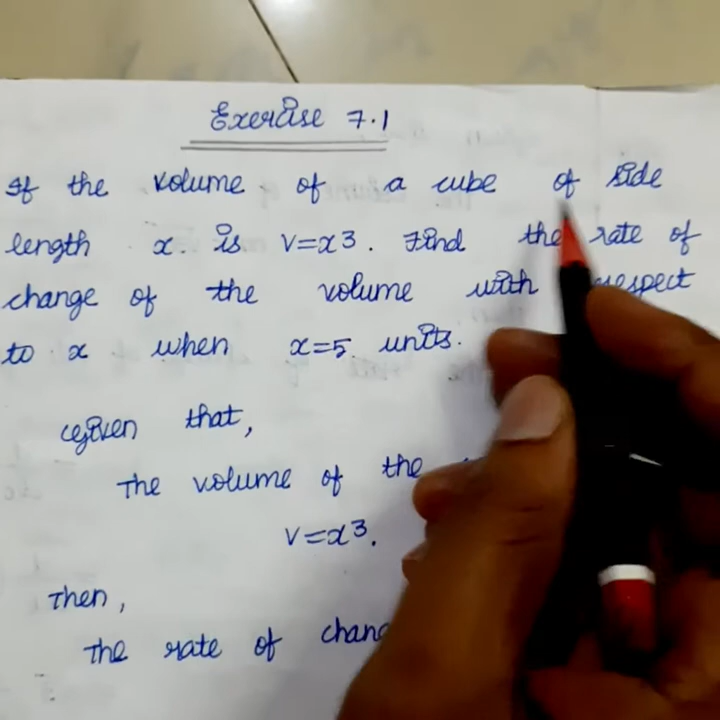 Exercise 7.1
If the volume of a cube of side
length x. is V=x³. Find the rate of
change of the volume with respect
to x when x=5 units.
Given that,
The volume of the
V=x³.
Then,
The rate of